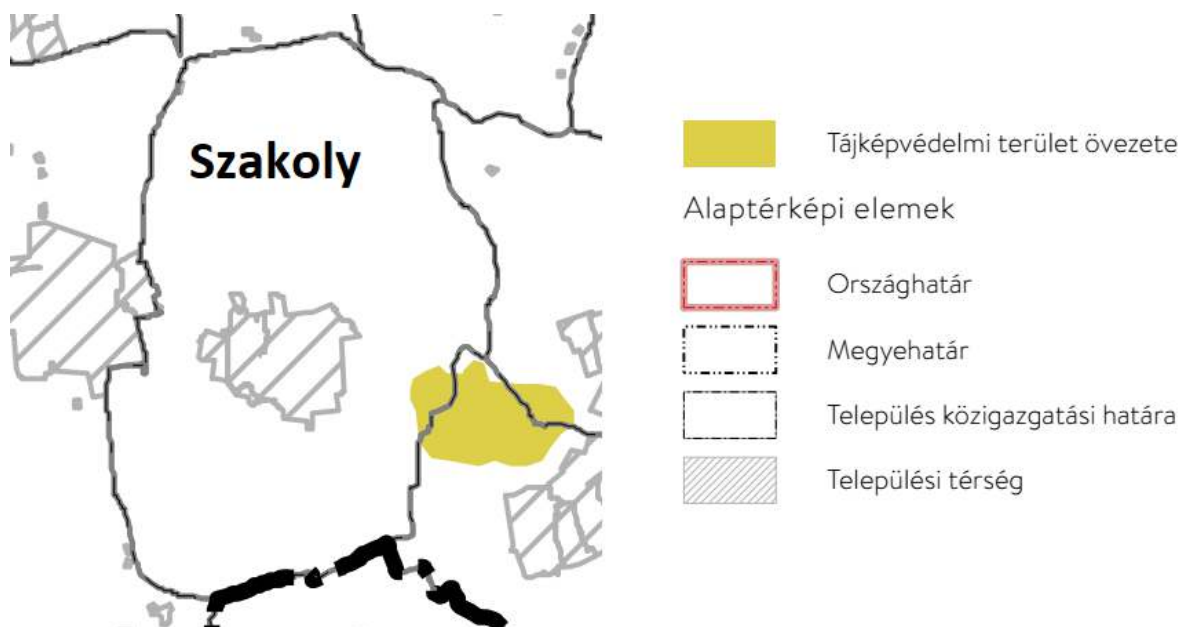 Szakoly
Tájképvédelmi terület övezete
Alaptérképi elemek
Országhatár
Megyehatár
Település közigazgatási határa
Települési térség